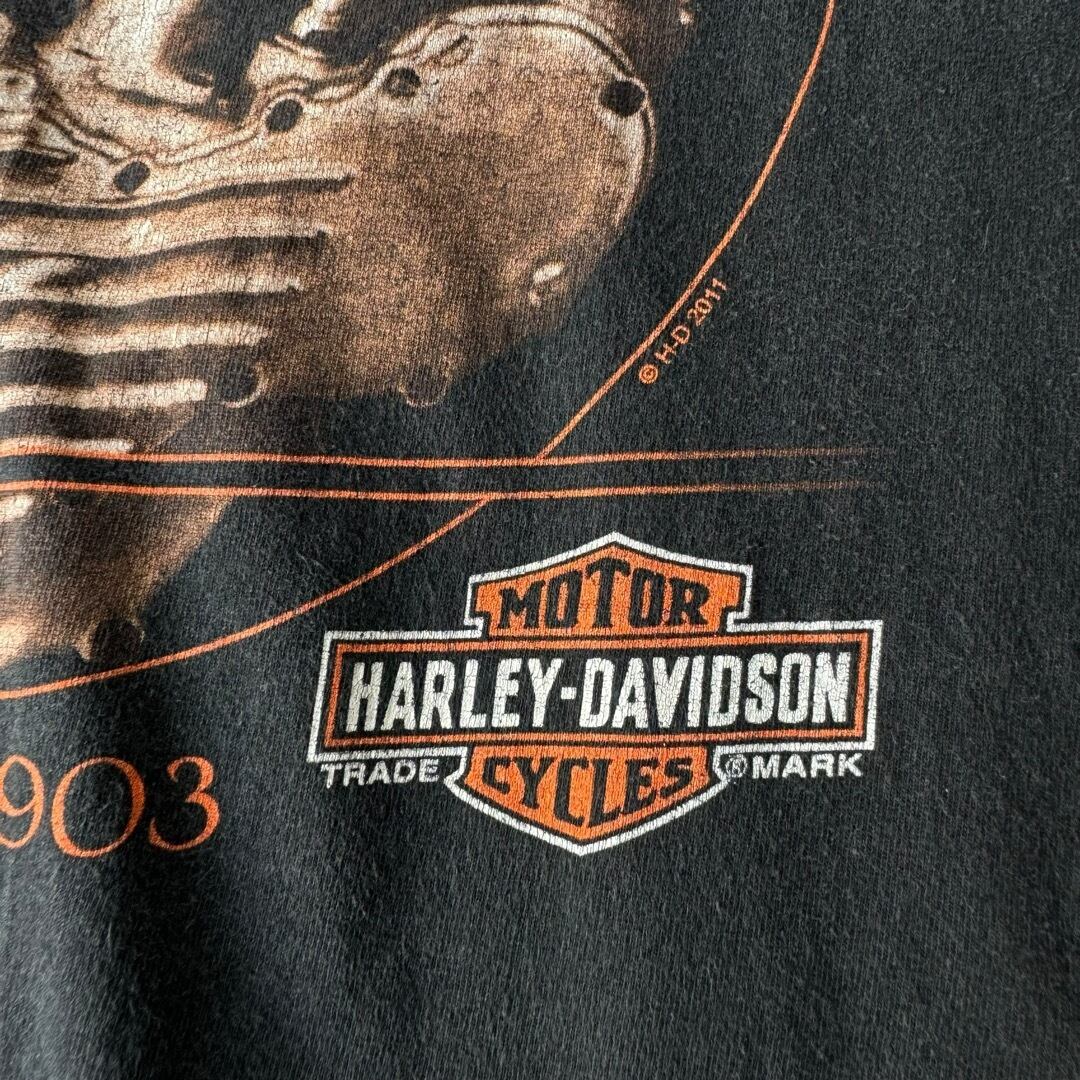 © H-D 2011
MOTOR
HARLEY-DAVIDSON
TRADE CYCLES ® MARK
903